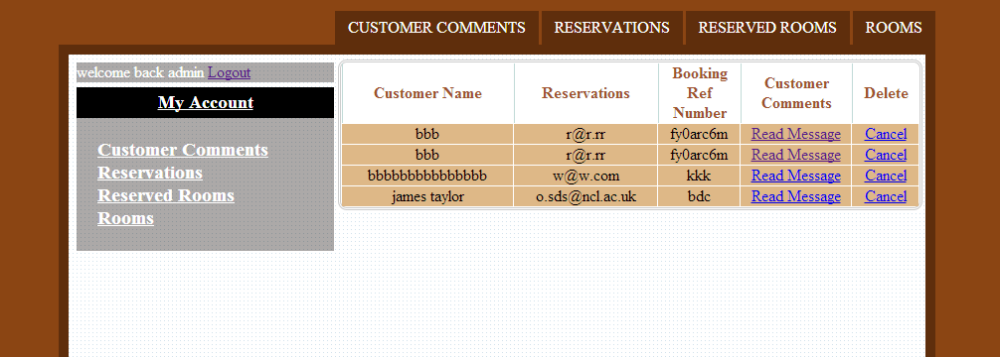 CUSTOMER COMMENTS RESERVATIONS RESERVED ROOMS ROOMS
welcome back admin Logout
My Account
Customer Comments
Reservations
Reserved Rooms
Rooms
Customer Name Reservations Booking Ref Number Customer Comments Delete
bbb r@r.rr fy0arc6m Read Message Cancel
bbb r@r.rr fy0arc6m Read Message Cancel
bbbbbbbbbbbbbbb w@w.com kkk Read Message Cancel
james taylor o.sds@ncl.ac.uk bdc Read Message Cancel